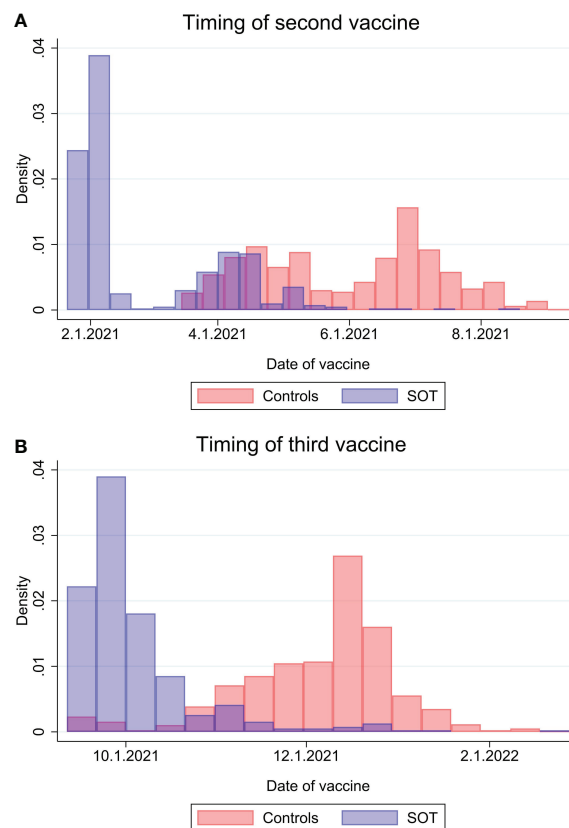 A
Timing of second vaccine
.04
.03
.02
.01
0
Density
2.1.2021 4.1.2021 6.1.2021 8.1.2021
Date of vaccine
Controls SOT
B
Timing of third vaccine
.04
.03
.02
.01
0
Density
10.1.2021 12.1.2021 2.1.2022
Date of vaccine
Controls SOT